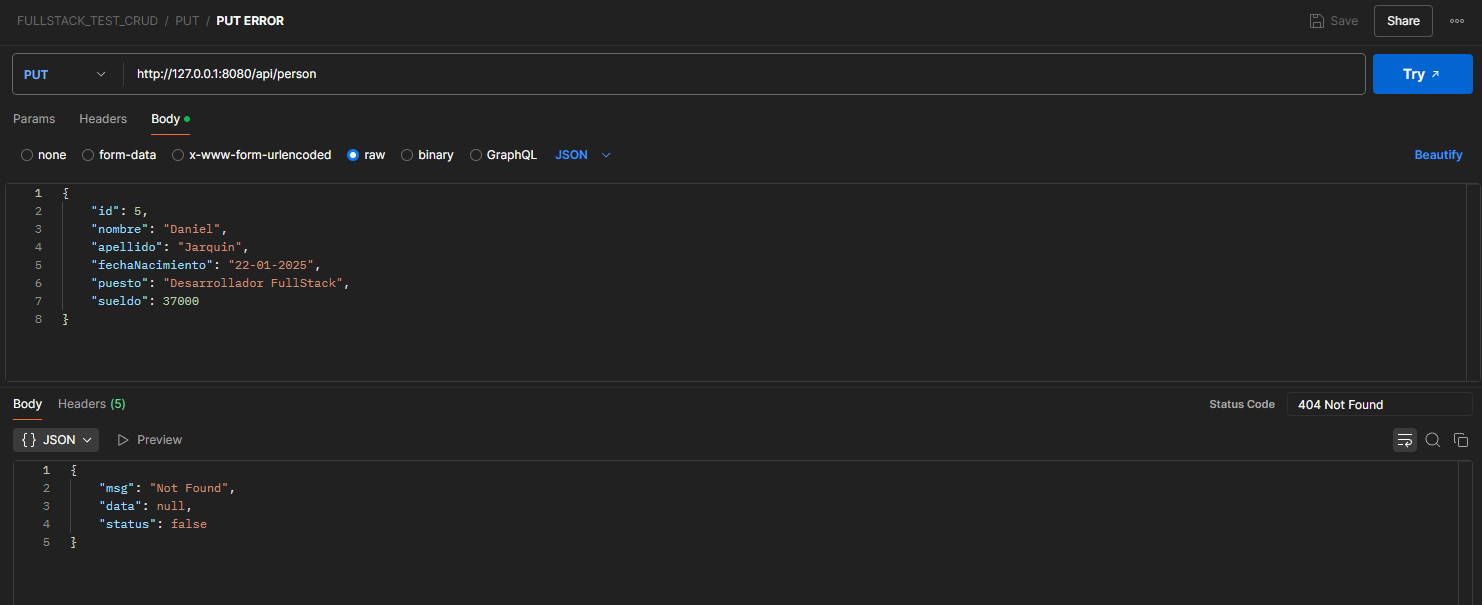 FULLSTACK_TEST_CRUD / PUT / PUT ERROR Save Share
PUT http://127.0.0.1:8080/api/person Try
Params Headers Body
none form-data x-www-form-urlencoded raw binary GraphQL JSON Beautify
1 {
2 "id": 5,
3 "nombre": "Daniel",
4 "apellido": "Jarquin",
5 "fechaNacimiento": "22-01-2025",
6 "puesto": "Desarrollador FullStack",
7 "sueldo": 37000
8 }
Body Headers (5) Status Code 404 Not Found
{} JSON Preview
1 {
2 "msg": "Not Found",
3 "data": null,
4 "status": false
5 }